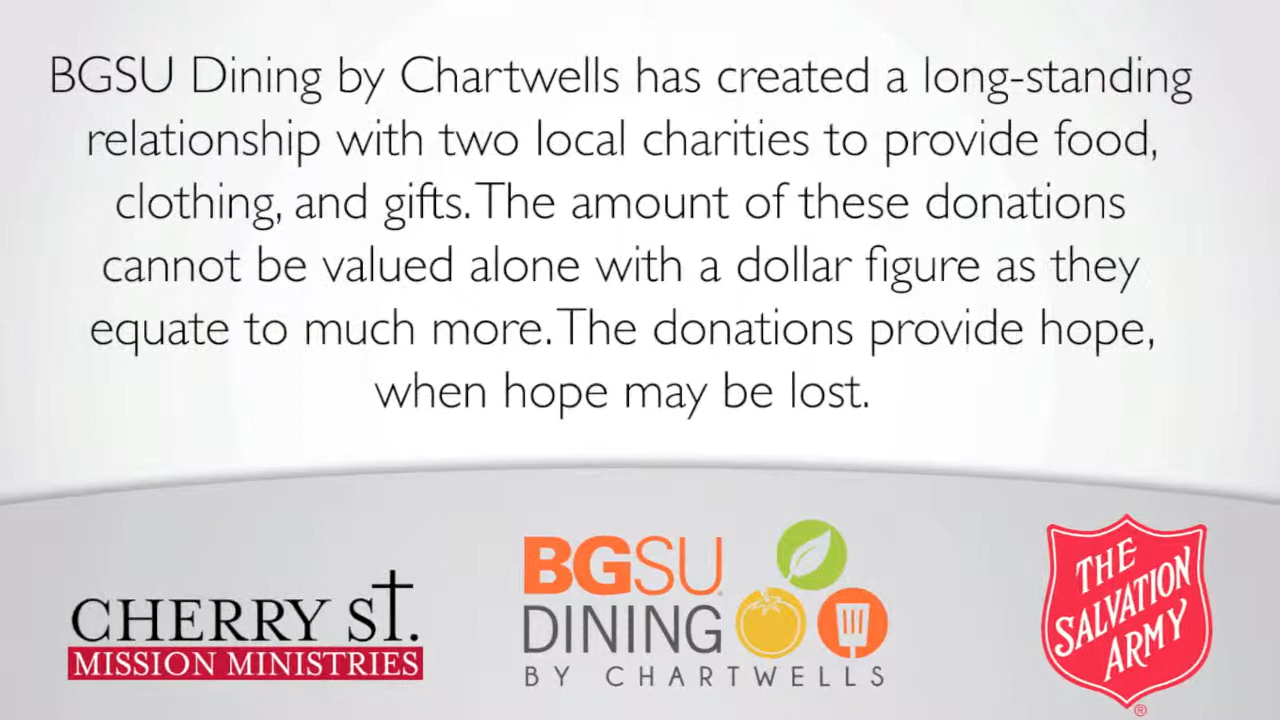 BGSU Dining by Chartwells has created a long-standing
relationship with two local charities to provide food,
clothing, and gifts. The amount of these donations
cannot be valued alone with a dollar figure as they
equate to much more. The donations provide hope,
when hope may be lost.
CHERRY ST.
MISSION MINISTRIES
BGSU
DINING
BY CHARTWELLS
THE
SALVATION
ARMY
®